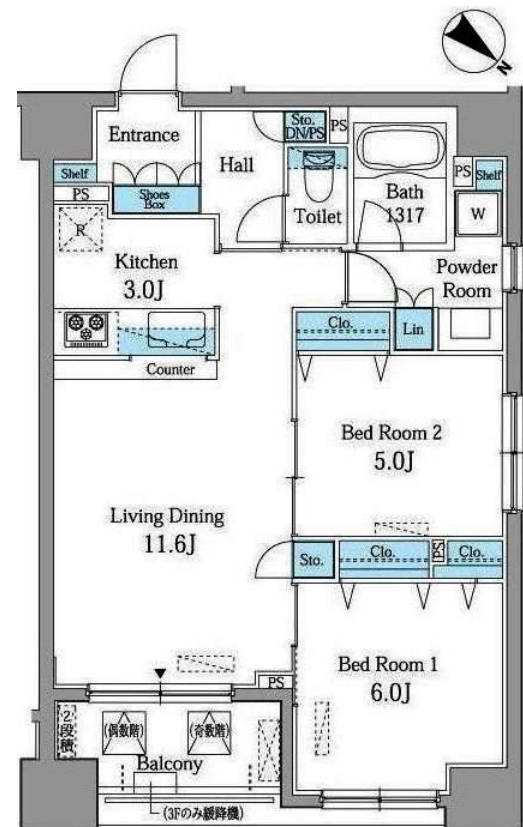 N
Entrance
Sto.
DN/PS
PS
Hall
Shelf
PS
Shoes
Box
Toilet
Bath
1317
PS
Shelf
W
R
Kitchen
3.0J
Powder
Room
Clo.
Lin
Counter
Bed Room 2
5.0J
Living Dining
11.6J
Sto.
Clo.
PS
Clo.
Bed Room 1
6.0J
PS
2段積
(偶数階)
(奇数階)
Balcony
(3Fのみ緩降機)